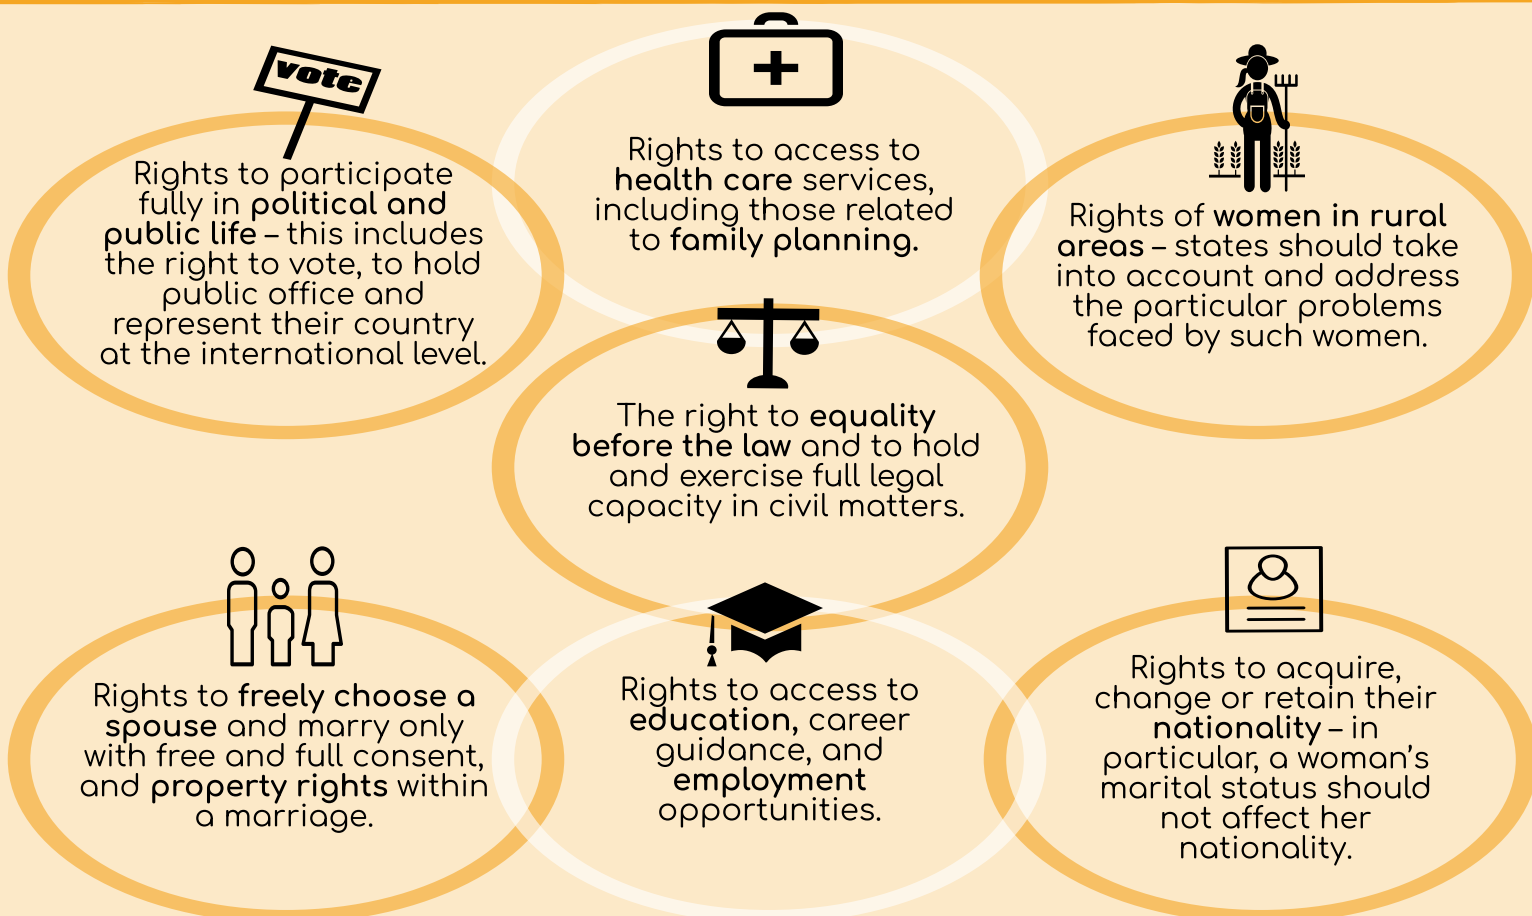 vote
Rights to participate
fully in political and
public life – this includes
the right to vote, to hold
public office and
represent their country
at the international level.
Rights to access to
health care services,
including those related
to family planning.
Rights of women in rural
areas – states should take
into account and address
the particular problems
faced by such women.
The right to equality
before the law and to hold
and exercise full legal
capacity in civil matters.
Rights to freely choose a
spouse and marry only
with free and full consent,
and property rights within
a marriage.
Rights to access to
education, career
guidance, and
employment
opportunities.
Rights to acquire,
change or retain their
nationality – in
particular, a woman's
marital status should
not affect her
nationality.